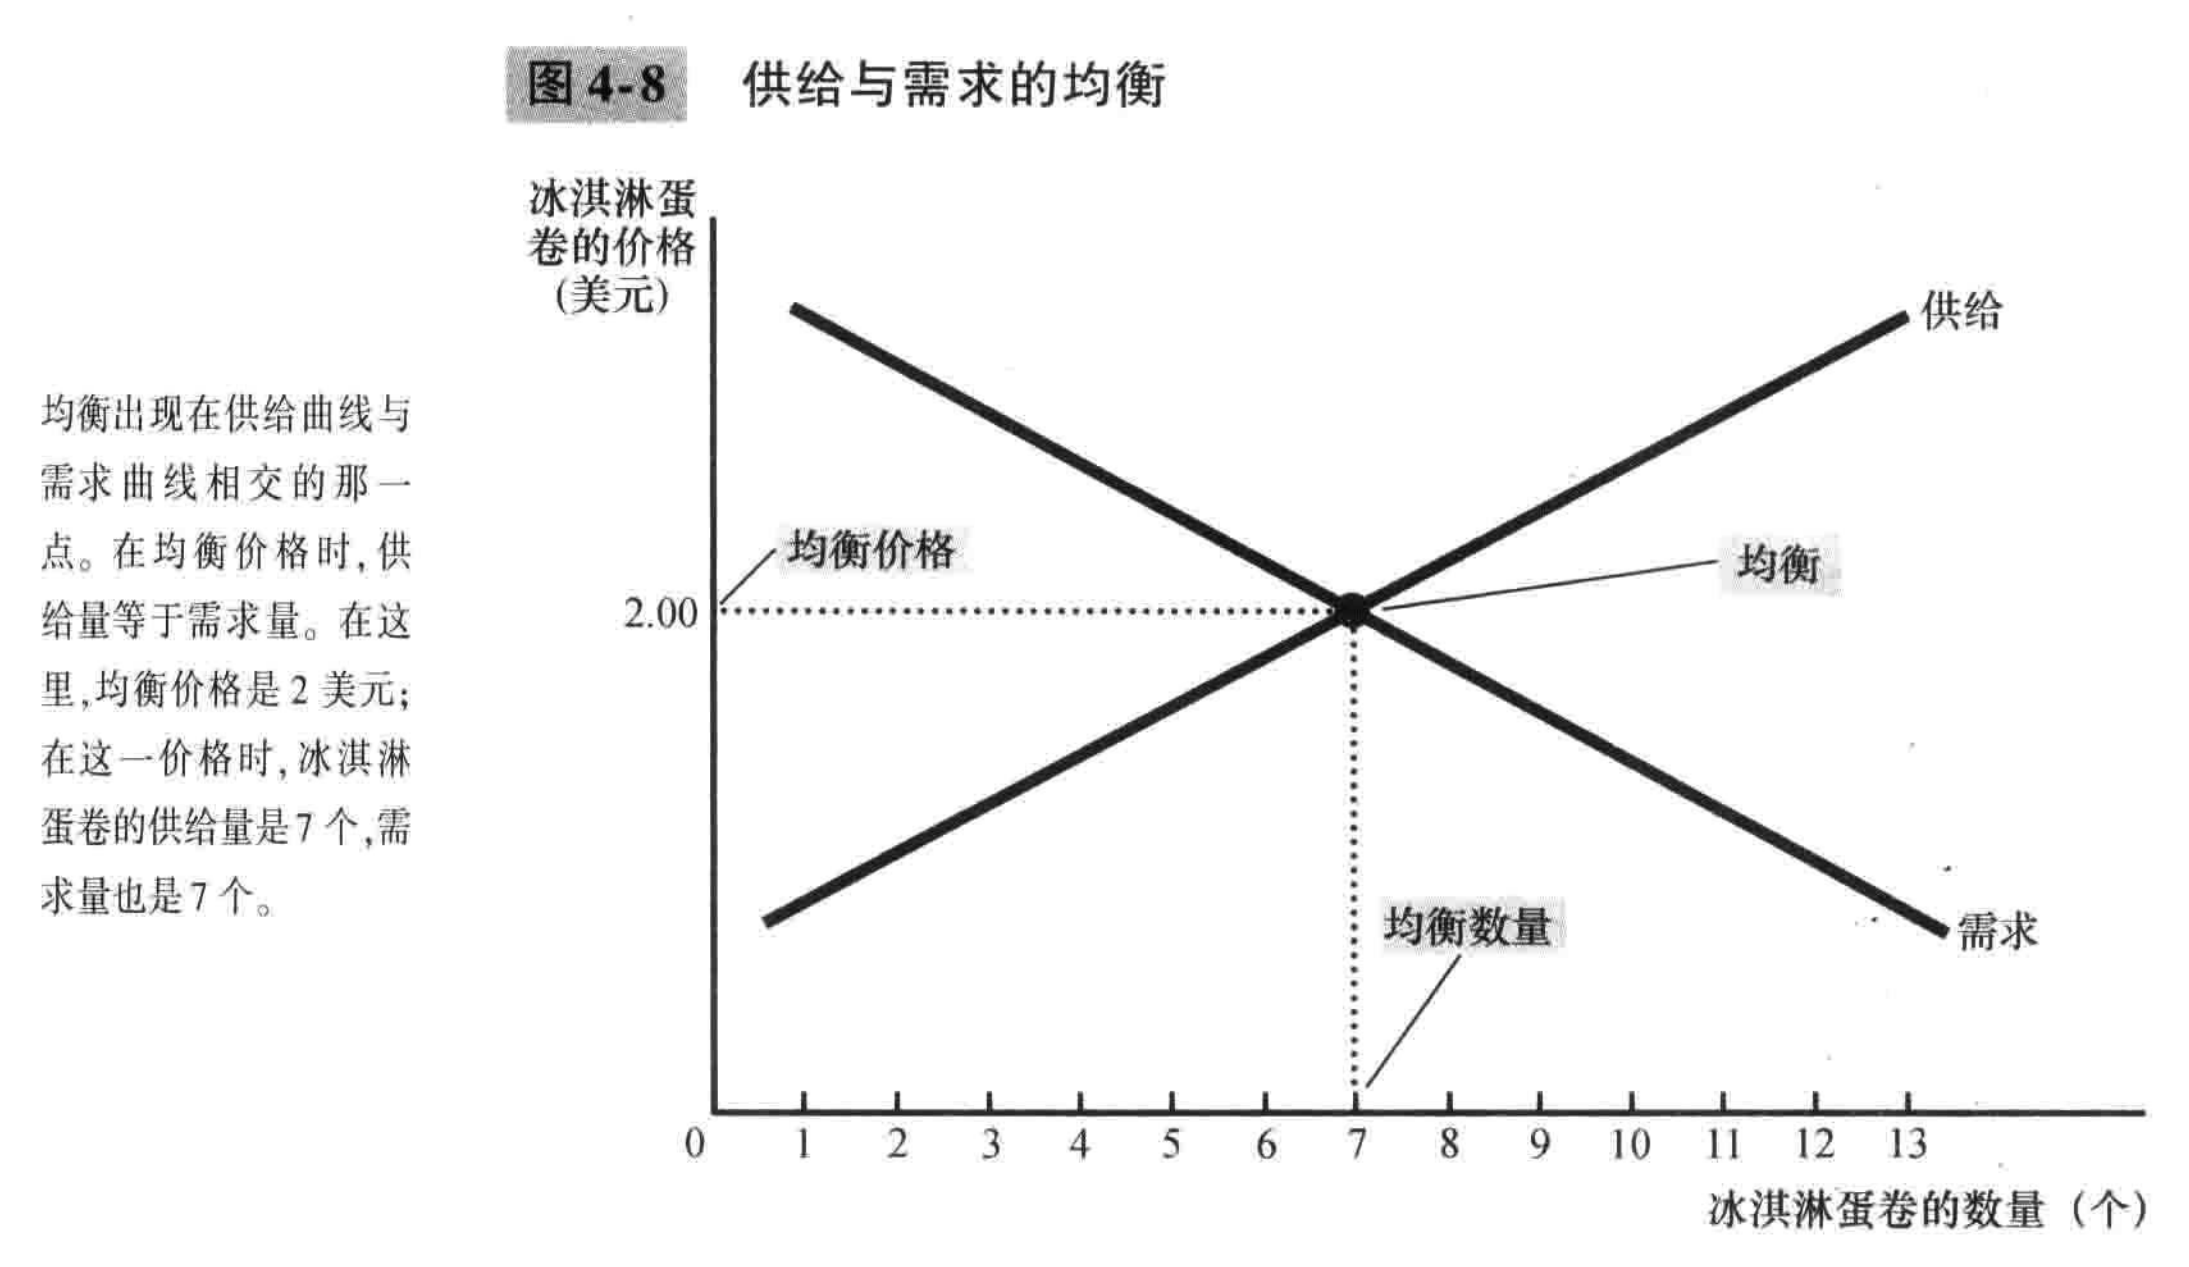 图 4-8 供给与需求的均衡
冰淇淋蛋
卷的价格
(美元)
供给
均衡出现在供给曲线与
需求曲线相交的那一
点。在均衡价格时,供
给量等于需求量。在这
里,均衡价格是 2 美元;
在这一价格时,冰淇淋
蛋卷的供给量是 7 个,需
求量也是 7 个。
均衡价格
均衡
2.00
均衡数量
需求
0 1 2 3 4 5 6 7 8 9 10 11 12 13
冰淇淋蛋卷的数量(个)